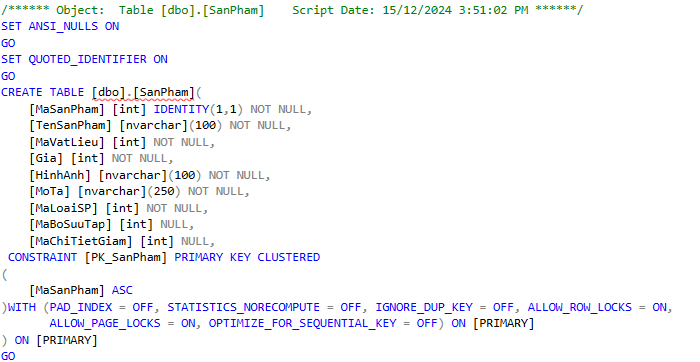 /****** Object:  Table [dbo].[SanPham]    Script Date: 15/12/2024 3:51:02 PM ******/
SET ANSI_NULLS ON
GO
SET QUOTED_IDENTIFIER ON
GO
CREATE TABLE [dbo].[SanPham](
    [MaSanPham] [int] IDENTITY(1,1) NOT NULL,
    [TenSanPham] [nvarchar](100) NOT NULL,
    [MaVatLieu] [int] NOT NULL,
    [Gia] [int] NOT NULL,
    [HinhAnh] [nvarchar](100) NOT NULL,
    [MoTa] [nvarchar](250) NOT NULL,
    [MaLoaiSP] [int] NOT NULL,
    [MaBoSuuTap] [int] NULL,
    [MaChiTietGiam] [int] NULL,
 CONSTRAINT [PK_SanPham] PRIMARY KEY CLUSTERED
(
    [MaSanPham] ASC
)WITH (PAD_INDEX = OFF, STATISTICS_NORECOMPUTE = OFF, IGNORE_DUP_KEY = OFF, ALLOW_ROW_LOCKS = ON,
       ALLOW_PAGE_LOCKS = ON, OPTIMIZE_FOR_SEQUENTIAL_KEY = OFF) ON [PRIMARY]
) ON [PRIMARY]
GO